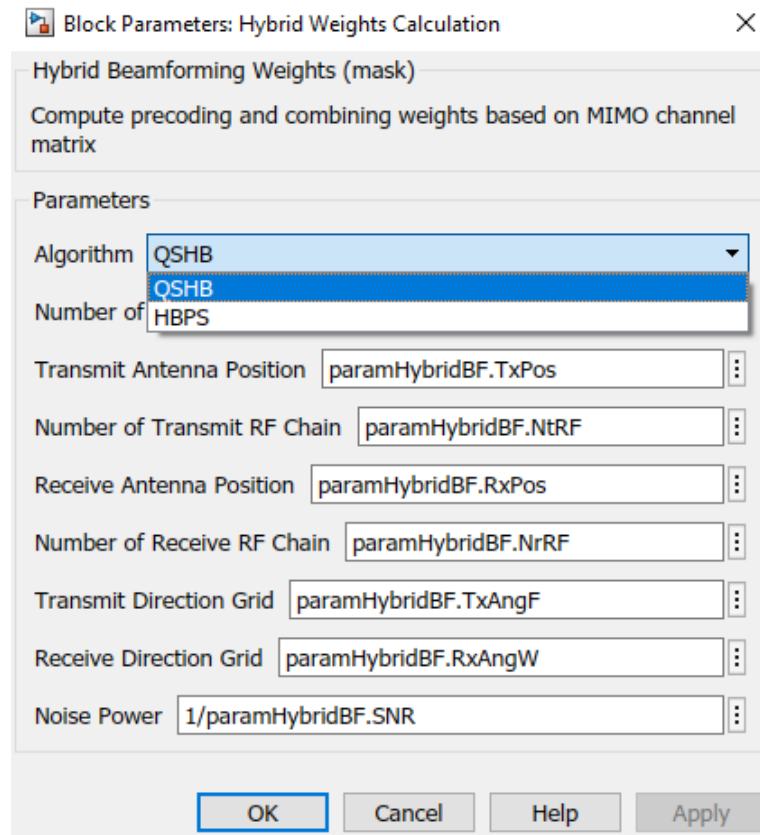 Block Parameters: Hybrid Weights Calculation
Hybrid Beamforming Weights (mask)
Compute precoding and combining weights based on MIMO channel
matrix
Parameters
Algorithm QSHB
QSHB
Number of
HBPS
Transmit Antenna Position paramHybridBF.TxPos
Number of Transmit RF Chain paramHybridBF.NtRF
Receive Antenna Position paramHybridBF.RxPos
Number of Receive RF Chain paramHybridBF.NrRF
Transmit Direction Grid paramHybridBF.TxAngF
Receive Direction Grid paramHybridBF.RxAngW
Noise Power 1/paramHybridBF.SNR
OK Cancel Help Apply